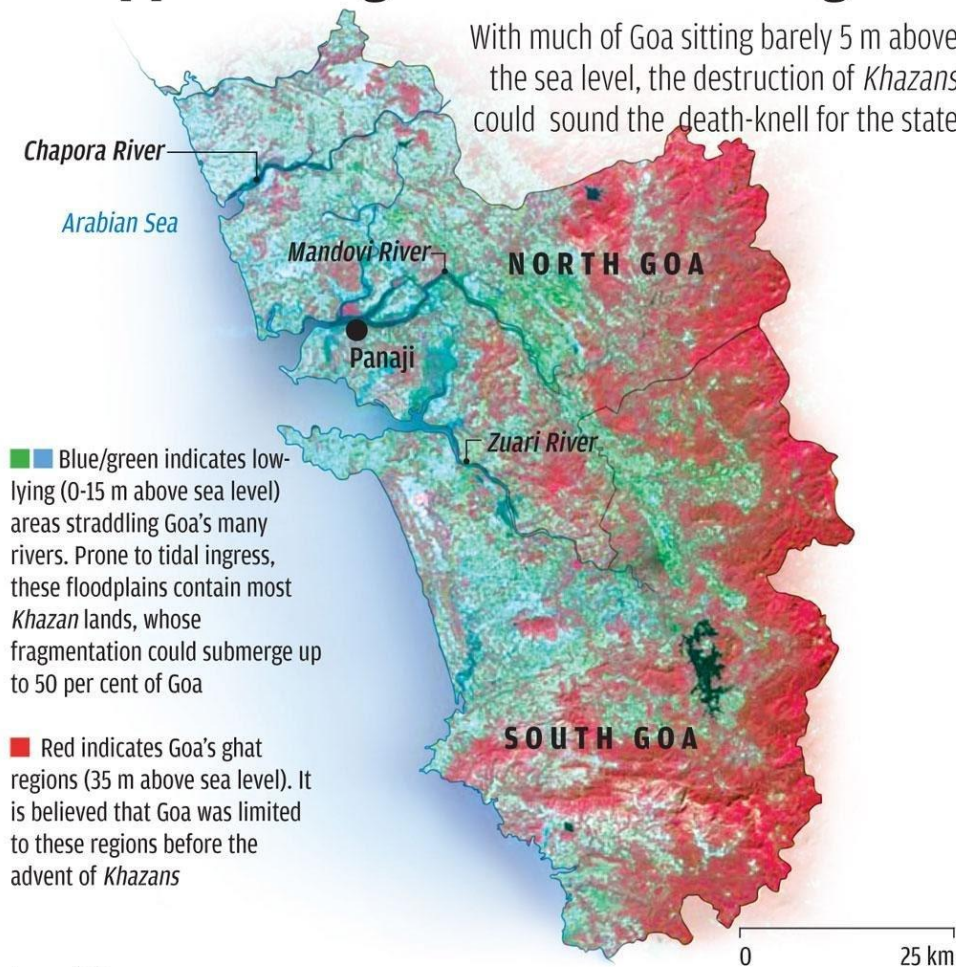 With much of Goa sitting barely 5 m above
the sea level, the destruction of Khazans
could sound the death-knell for the state
Chapora River
Arabian Sea
Mandovi River
NORTH GOA
Panaji
Zuari River
Blue/green indicates low-
lying (0-15 m above sea level)
areas straddling Goa's many
rivers. Prone to tidal ingress,
these floodplains contain most
Khazan lands, whose
fragmentation could submerge up
to 50 per cent of Goa
SOUTH GOA
Red indicates Goa's ghat
regions (35 m above sea level). It
is believed that Goa was limited
to these regions before the
advent of Khazans
0 25 km